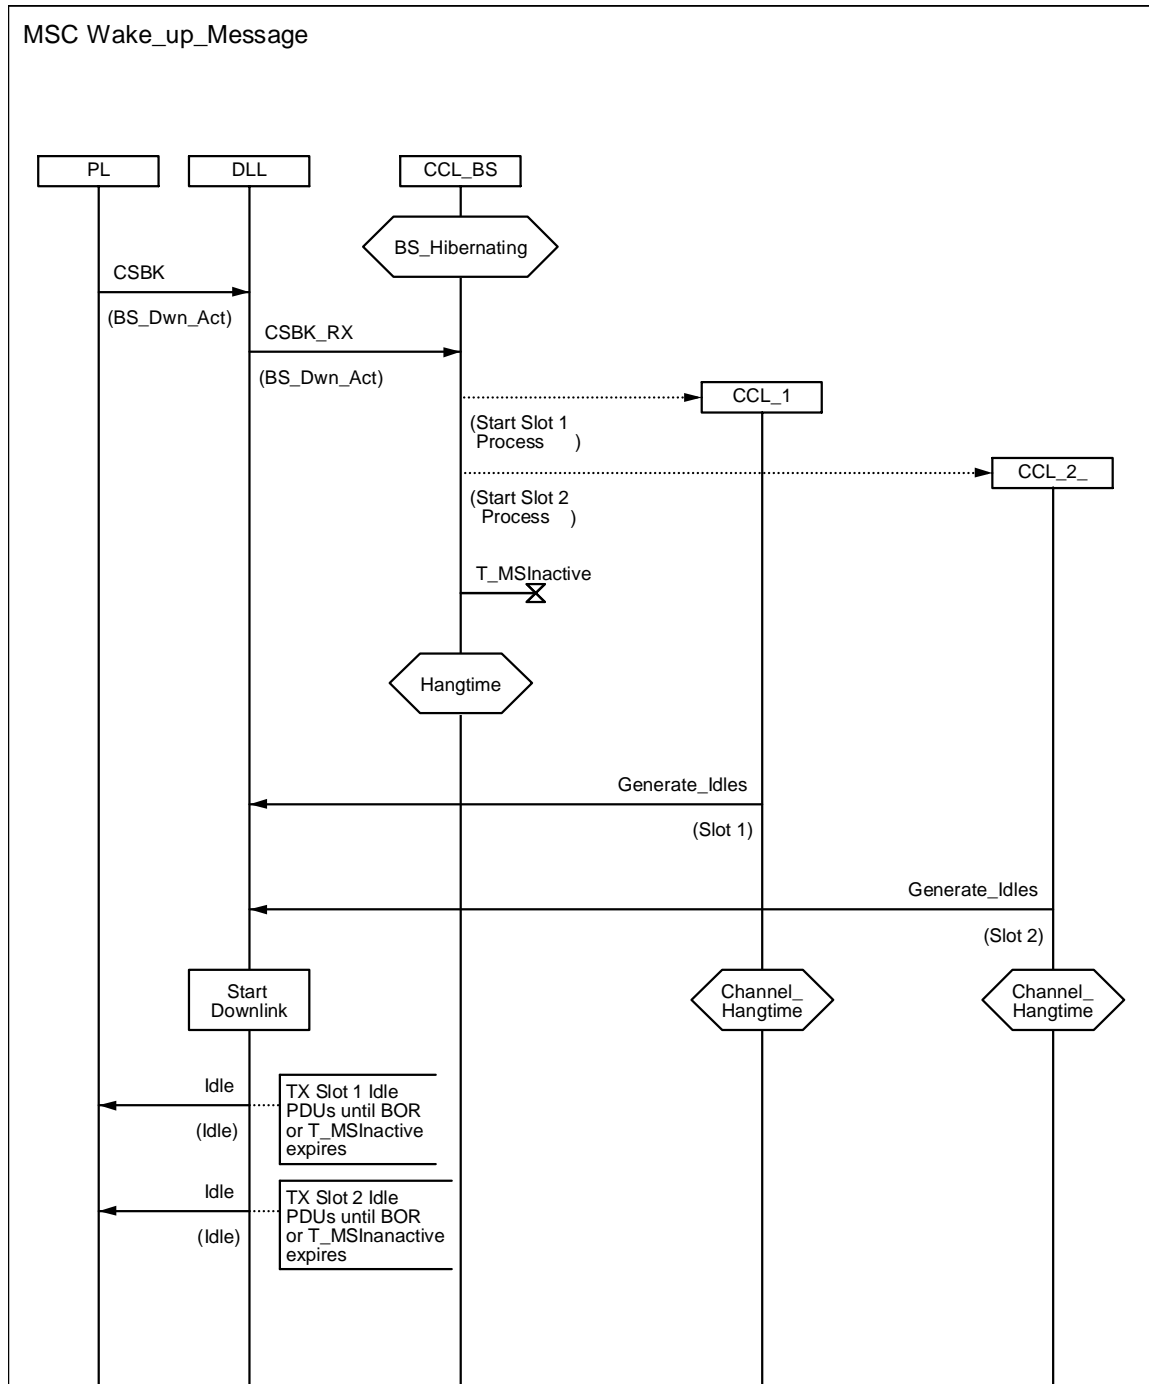 MSC Wake_up_Message
PL
DLL
CCL_BS
BS_Hibernating
CSBK
(BS_Dwn_Act)
CSBK_RX
(BS_Dwn_Act)
CCL_1
(Start Slot 1
Process )
CCL_2_
(Start Slot 2
Process )
T_MSInactive
Hangtime
Generate_Idles
(Slot 1)
Generate_Idles
(Slot 2)
Start
Downlink
Channel_
Hangtime
Channel_
Hangtime
Idle
(Idle)
TX Slot 1 Idle
PDUs until BOR
or T_MSInactive
expires
Idle
(Idle)
TX Slot 2 Idle
PDUs until BOR
or T_MSInanactive
expires